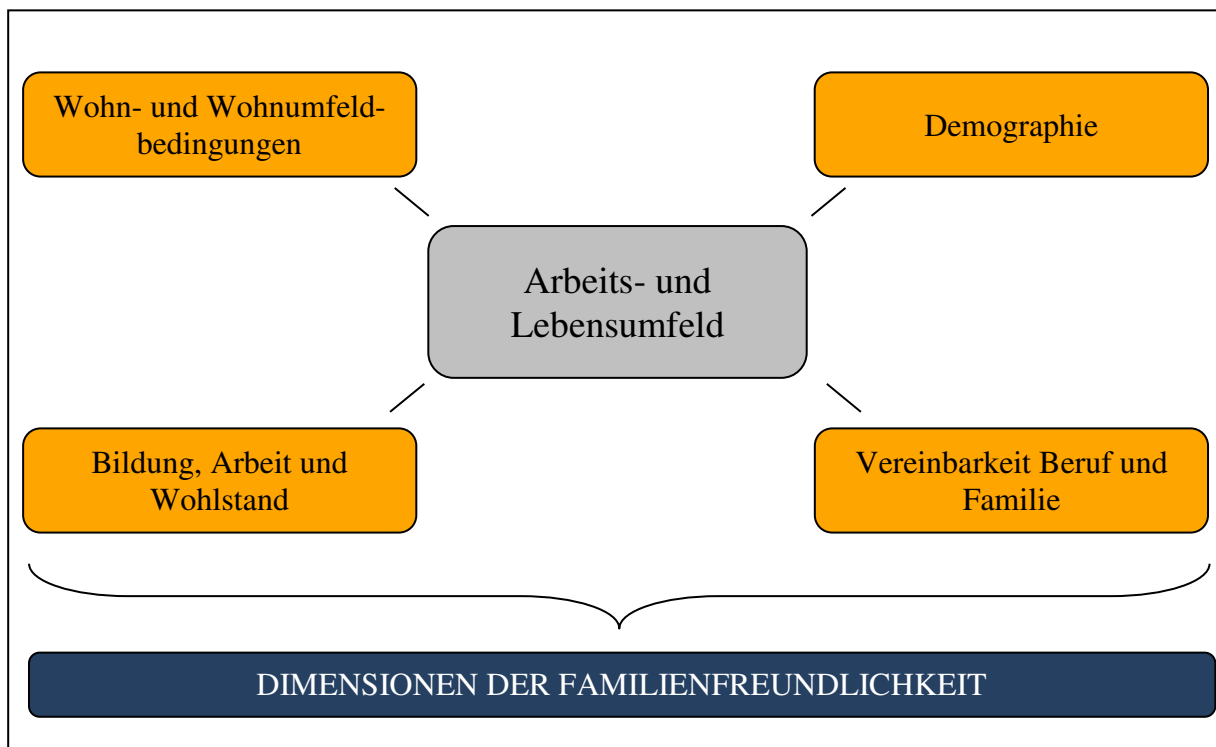 Wohn- und Wohnumfeld-
bedingungen
Demographie
Arbeits- und
Lebensumfeld
Bildung, Arbeit und
Wohlstand
Vereinbarkeit Beruf und
Familie
DIMENSIONEN DER FAMILIENFREUNDLICHKEIT